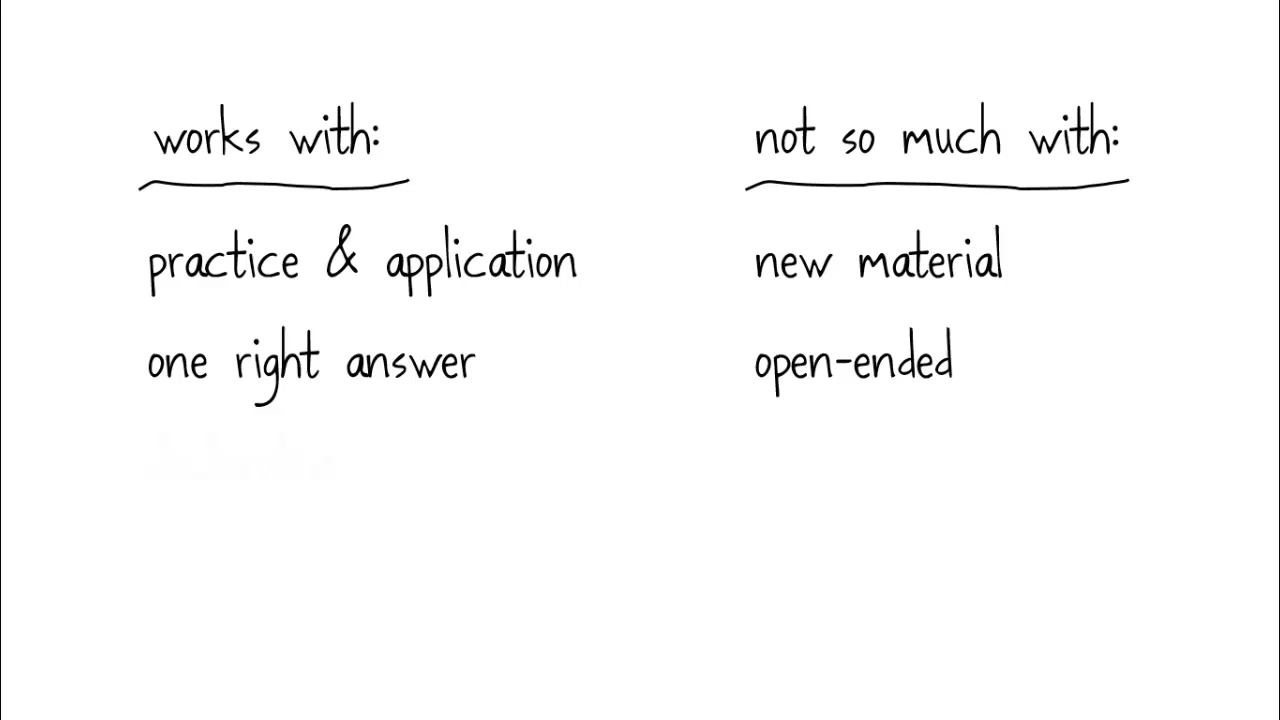 works with:
practice & application
one right answer
not so much with:
new material
open-ended